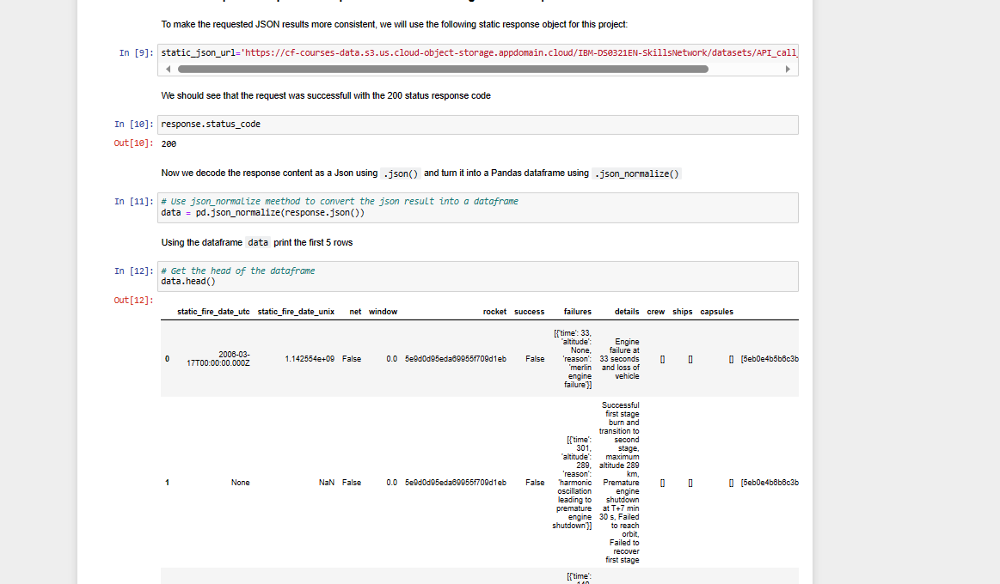 To make the requested JSON results more consistent, we will use the following static response object for this project:
In [9]: static_json_url='https://cf-courses-data.s3.us.cloud-object-storage.appdomain.cloud/IBM-DS0321EN-SkillsNetwork/datasets/API_call_
We should see that the request was successfull with the 200 status response code
In [10]: response.status_code
Out[10]: 200
Now we decode the response content as a Json using .json() and turn it into a Pandas dataframe using .json_normalize()
In [11]: # Use json_normalize meethod to convert the json result into a dataframe
data = pd.json_normalize(response.json())
Using the dataframe data print the first 5 rows
In [12]: # Get the head of the dataframe
data.head()
Out[12]:
static_fire_date_utc static_fire_date_unix net window rocket success failures details crew ships capsules
[{'time': 33,
'altitude': Engine
None, failure at
0 2006-03-17T00:00:00.000Z 1.142554e+09 False 0.0 5e9d0d95eda69955f709d1eb False 'reason': 33 seconds [] [] [] [5eb0e4b5b6c3b
'merlin and loss of
engine vehicle
failure'}]
Successful
first stage
burn and
transition to
[{'time': second
301, stage,
'altitude': maximum
289, altitude 289
'reason': km,
1 None NaN False 0.0 5e9d0d95eda69955f709d1eb False 'harmonic Premature [] [] [] [5eb0e4b6b6c3b
oscillation engine
leading to shutdown
premature at T+7 min
engine 30 s, Failed
shutdown'}] to reach
orbit,
Failed to
recover
first stage
[{'time':